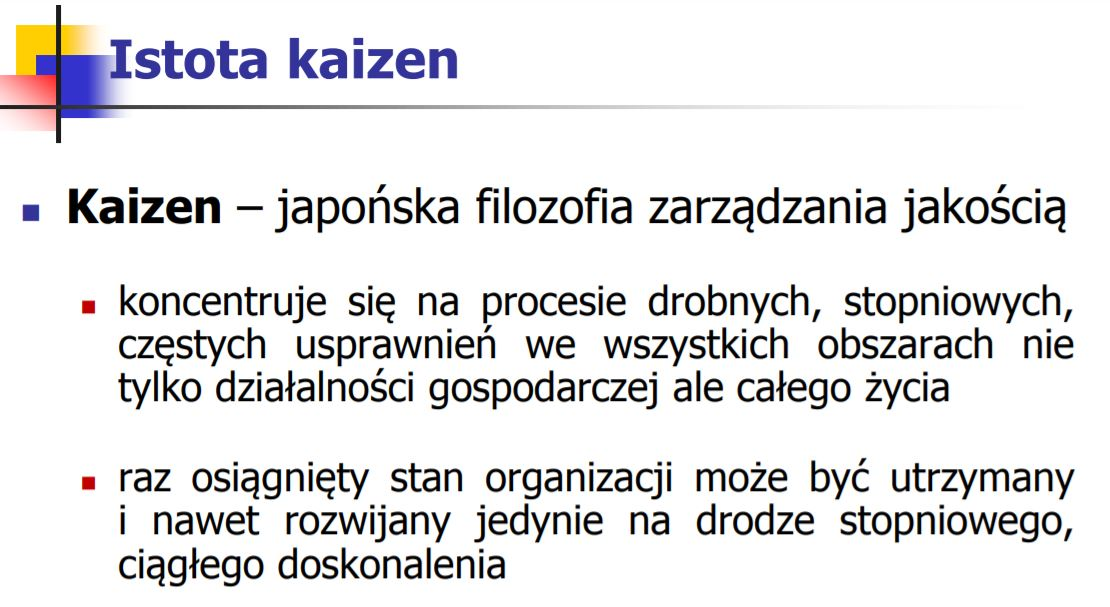 Istota kaizen
Kaizen – japońska filozofia zarządzania jakością
koncentruje się na procesie drobnych, stopniowych,
częstych usprawnień we wszystkich obszarach nie
tylko działalności gospodarczej ale całego życia
raz osiągnięty stan organizacji może być utrzymany
i nawet rozwijany jedynie na drodze stopniowego,
ciągłego doskonalenia